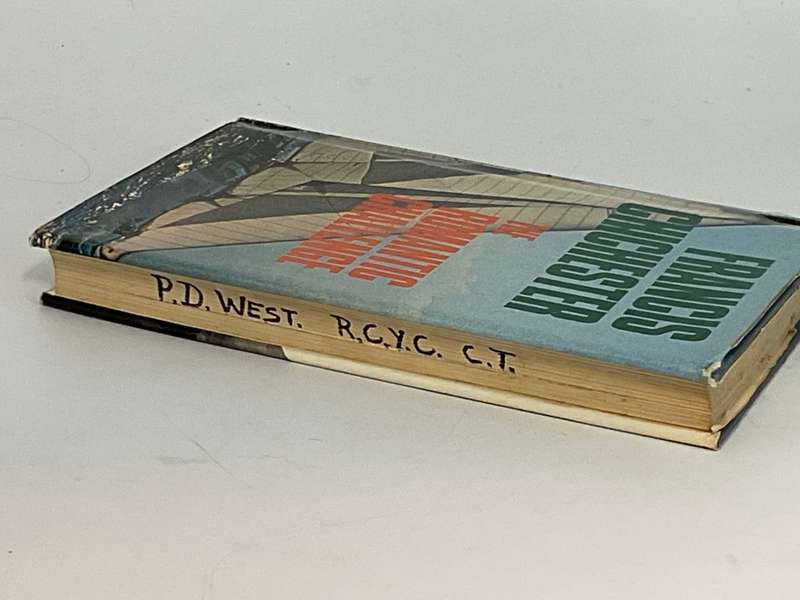 FRANCIS
CHICHESTER
THE
ROMANTIC
CHALLENGE
P.D. WEST. R.C.Y.C. C.T.